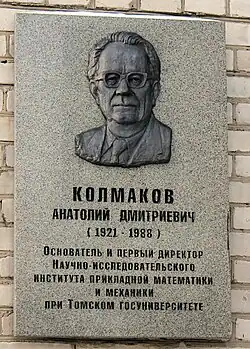 КОЛМАКОВ
АНАТОЛИЙ ДМИТРИЕВИЧ
( 1921 - 1988 )
ОСНОВАТЕЛЬ И ПЕРВЫЙ ДИРЕКТОР
НАУЧНО-ИССЛЕДОВАТЕЛЬСКОГО
ИНСТИТУТА ПРИКЛАДНОЙ МАТЕМАТИКИ
И МЕХАНИКИ
ПРИ ТОМСКОМ ГОСУНИВЕРСИТЕТЕ